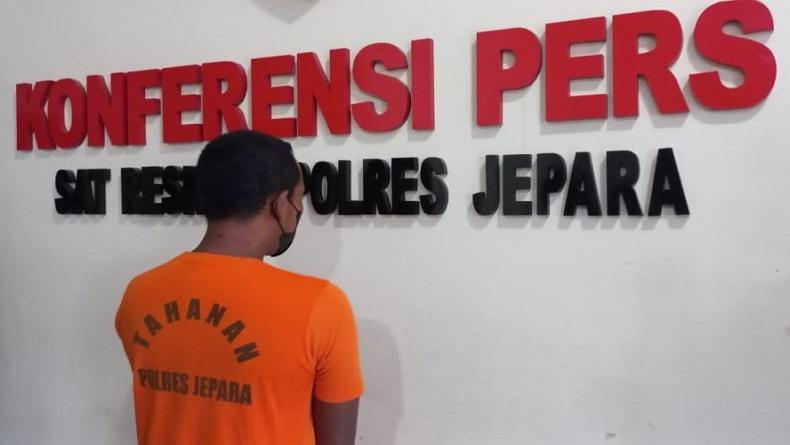 KONFERENSI PERS
SAT POLRES JEPARA
TAHANAN
POLRES JEPARA